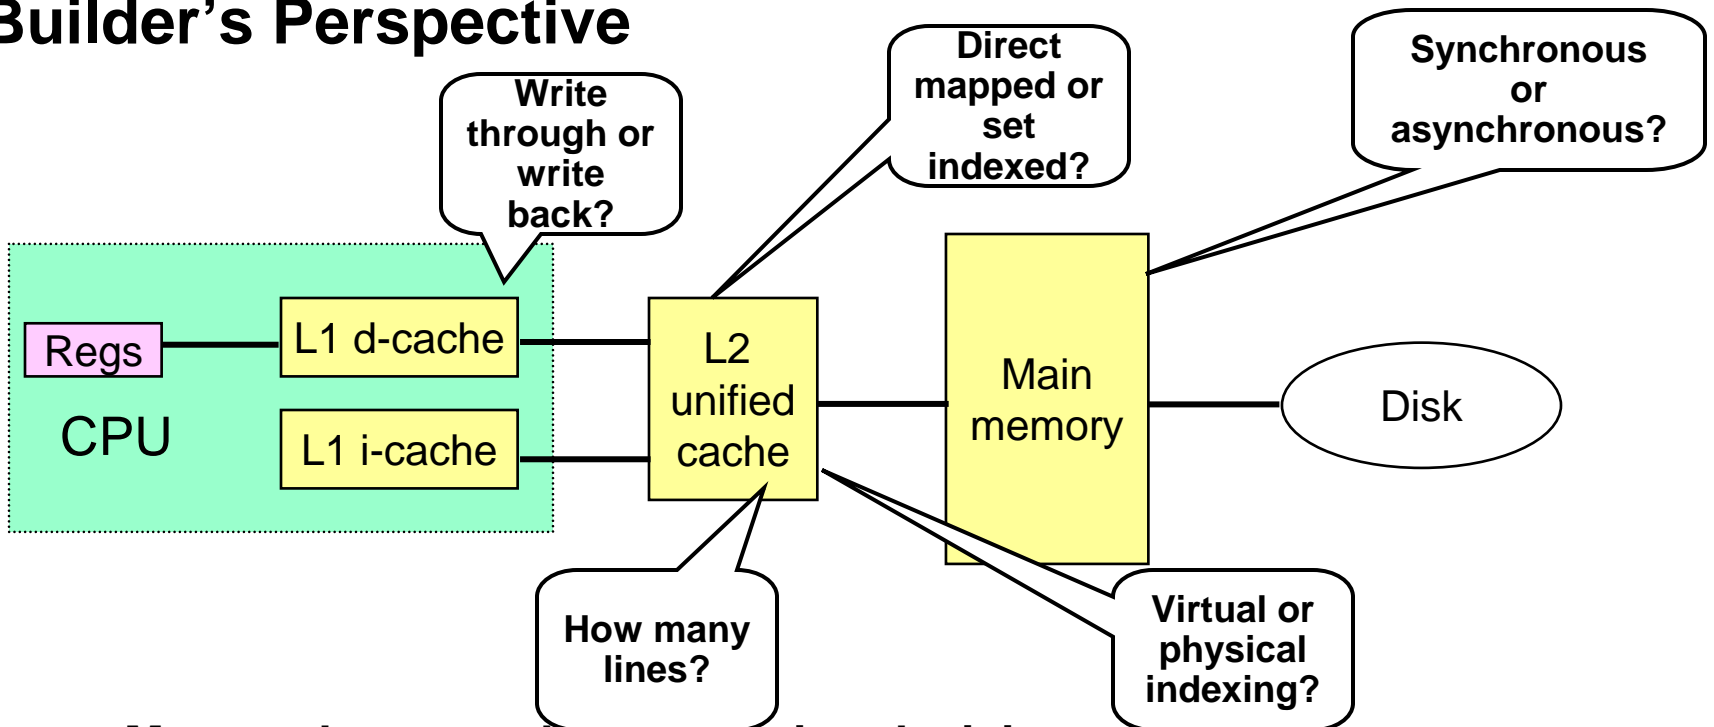 Builder’s Perspective
Write
through or
write
back?
Direct
mapped or
set
indexed?
Synchronous
or
asynchronous?
Regs
CPU
L1 d-cache
L1 i-cache
L2
unified
cache
Main
memory
Disk
How many
lines?
Virtual or
physical
indexing?